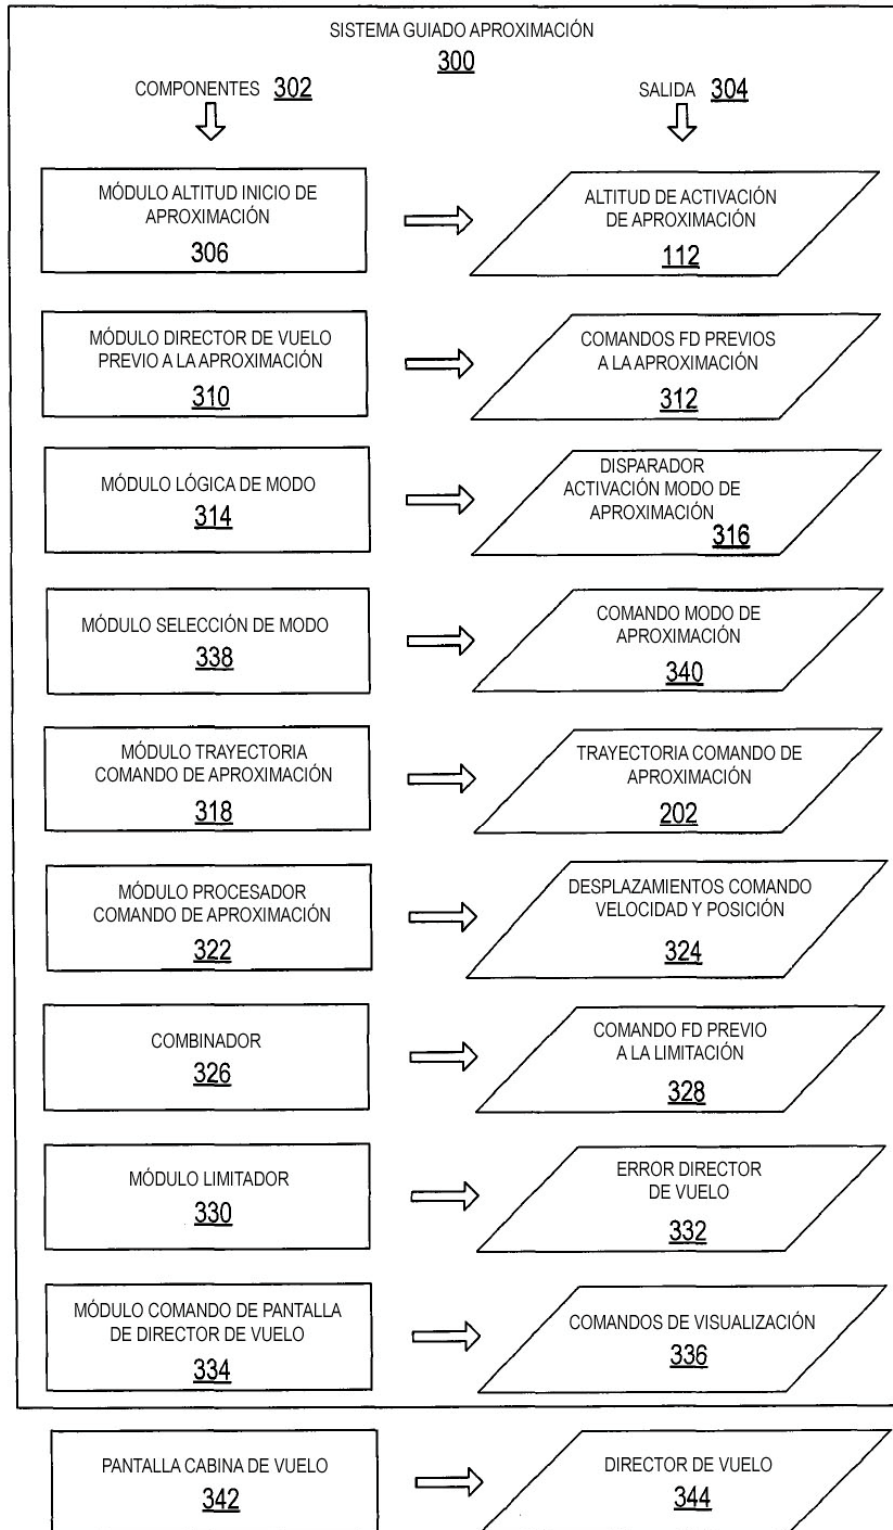 SISTEMA GUIADO APROXIMACIÓN
300
COMPONENTES 302
SALIDA 304
MÓDULO ALTITUD INICIO DE
APROXIMACIÓN
306
ALTITUD DE ACTIVACIÓN
DE APROXIMACIÓN
112
MÓDULO DIRECTOR DE VUELO
PREVIO A LA APROXIMACIÓN
310
COMANDOS FD PREVIOS
A LA APROXIMACIÓN
312
MÓDULO LÓGICA DE MODO
314
DISPARADOR
ACTIVACIÓN MODO DE
APROXIMACIÓN
316
MÓDULO SELECCIÓN DE MODO
338
COMANDO MODO DE
APROXIMACIÓN
340
MÓDULO TRAYECTORIA
COMANDO DE APROXIMACIÓN
318
TRAYECTORIA COMANDO DE
APROXIMACIÓN
202
MÓDULO PROCESADOR
COMANDO DE APROXIMACIÓN
322
DESPLAZAMIENTOS COMANDO
VELOCIDAD Y POSICIÓN
324
COMBINADOR
326
COMANDO FD PREVIO
A LA LIMITACIÓN
328
MÓDULO LIMITADOR
330
ERROR DIRECTOR
DE VUELO
332
MÓDULO COMANDO DE PANTALLA
DE DIRECTOR DE VUELO
334
COMANDOS DE VISUALIZACIÓN
336
PANTALLA CABINA DE VUELO
342
DIRECTOR DE VUELO
344